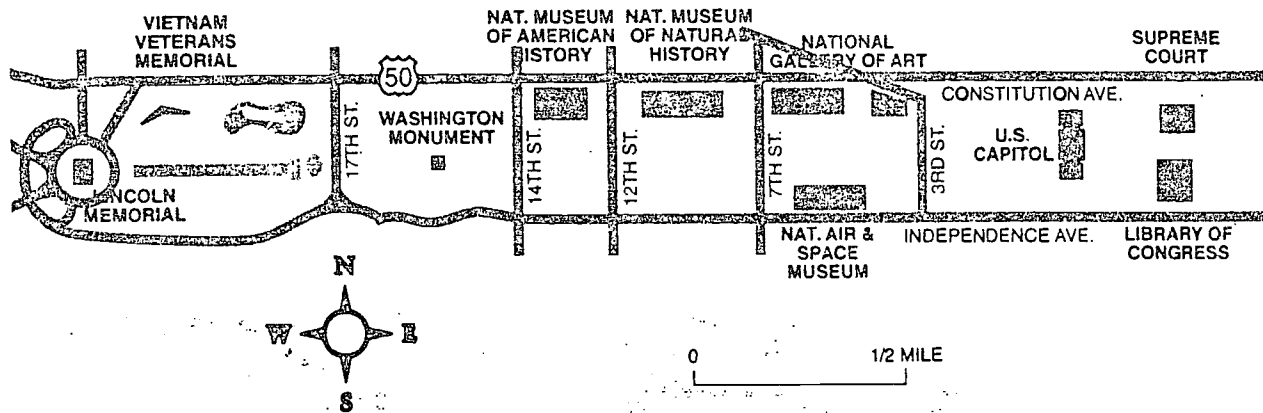 VIETNAM
VETERANS
MEMORIAL
NAT. MUSEUM
OF AMERICAN
HISTORY
NAT. MUSEUM
OF NATURAL
HISTORY
NATIONAL
GALLERY OF ART
SUPREME
COURT
50
CONSTITUTION AVE.
WASHINGTON
MONUMENT
17TH ST.
14TH ST.
12TH ST.
7TH ST.
3RD ST.
U.S.
CAPITOL
LINCOLN
MEMORIAL
NAT. AIR &
SPACE
MUSEUM
INDEPENDENCE AVE.
LIBRARY OF
CONGRESS
N
W E
S
0 1/2 MILE